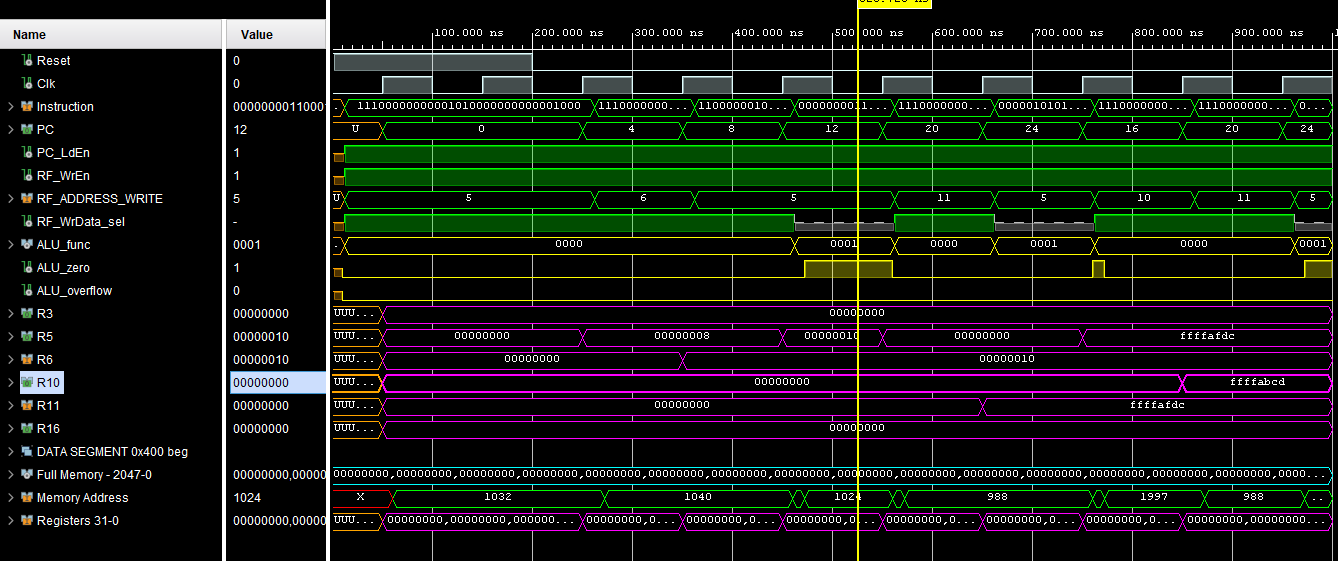 Name Value 100.000 ns 200.000 ns 300.000 ns 400.000 ns 500.000 ns 600.000 ns 700.000 ns 800.000 ns 900.000 ns
Reset 0
Clk 0
Instruction 11100000000001010000000000001000 1110000000... 1100000010... 000000011... 1110000000... 0000010101... 1110000000... 1110000000... 0...
PC 12 U 0 4 8 12 20 24 16 20 24
PC_LdEn 1
RF_WrEn 1
RF_ADDRESS_WRITE 5 U 5 6 5 11 5 10 11 5
RF_WrData_sel -
ALU_func 0001 . 0000 0001 0000 0001 0000 0001
ALU_zero 1
ALU_overflow 0
R3 00000000 UUU... 00000000
R5 00000010 UUU... 00000000 00000008 00000010 00000000 ffffafdc
R6 00000010 UUU... 00000000 00000010
R10 00000000 UUU... 00000000 ffffabcd
R11 00000000 UUU... 00000000 ffffafdc
R16 00000000 UUU... 00000000
DATA SEGMENT 0x400 beg
Full Memory - 2047-0 00000000,00000 00000000,00000000,00000000,00000000,00000000,00000000,00000000,00000000,00000000,00000000,00000000,00000000,00000000,00000000,00000000,0000...
Memory Address 1024 X 1032 1040 1024 988 1997 988 ...
Registers 31-0 00000000,00000 UUU... 00000000,00000000,000000... 00000000,0... 00000000,0... 00000000,0... 00000000,0... 00000000,0... 00000000,0... 00000000,00000000...